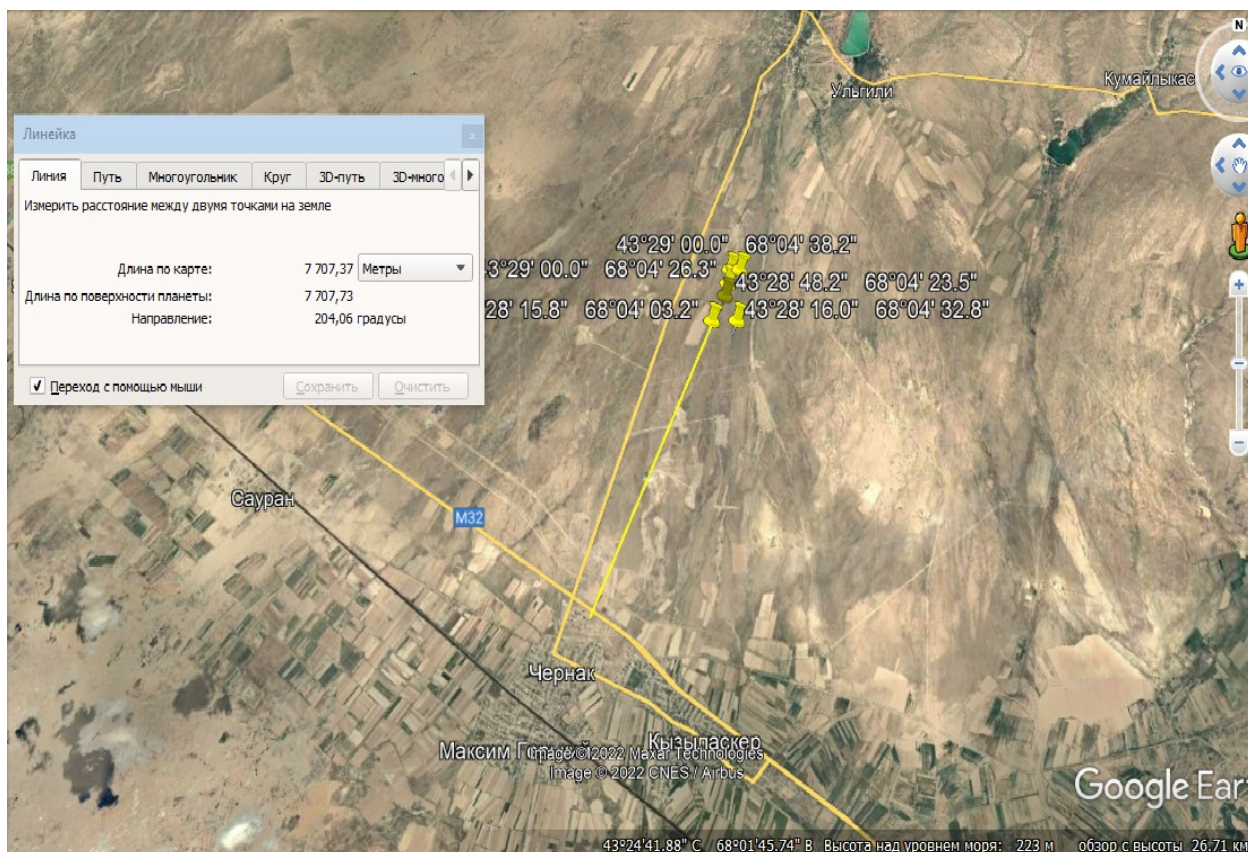 N
Ульгили
Кумайлыкас
Линейка
Линия Путь Многоугольник Круг 3D-путь 3D-много
Измерить расстояние между двумя точками на земле
Длина по карте: 7 707,37 Метры
Длина по поверхности планеты: 7 707,73
Направление: 204,06 градусы
Переход с помощью мыши Сохранить Очистить
43°29' 00.0" 68°04' 38.2"
3°29' 00.0" 68°04' 26.3"
43°28' 48.2" 68°04' 23.5"
28' 15.8" 68°04' 03.2"
43°28' 16.0" 68°04' 32.8"
Сауран
M32
Чернак
Максим
Кызыласкер
Image © 2022 Maxar Technologies
Image © 2022 CNES / Airbus
Google Ear
43°24'41.88" С 68°01'45.74" В Высота над уровнем моря: 223 м обзор с высоты 26.71 км